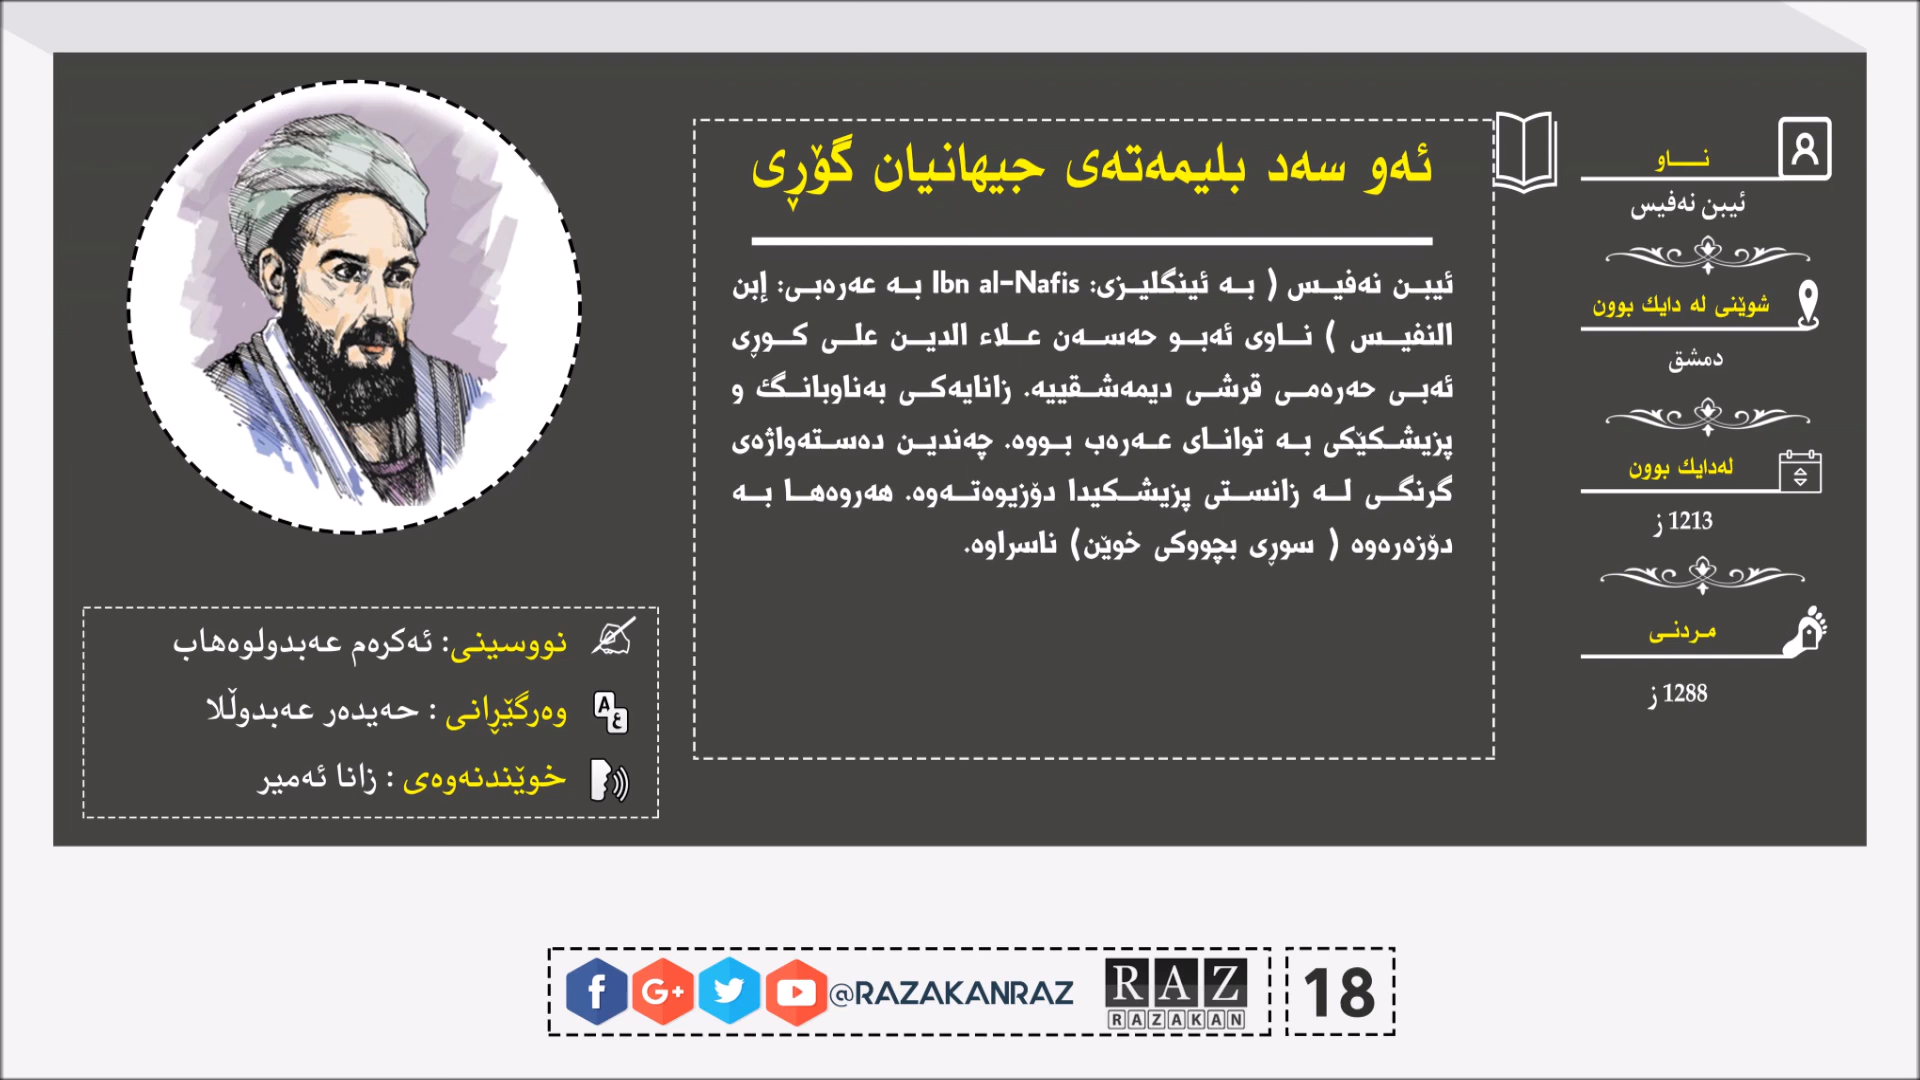 ئەو سەد بلیمەتەی جیهانیان گۆڕی
ئیبن نەفیس ( بە ئینگلیزی: Ibn al-Nafis بە عەرەبی: إبن
النفیس ) ناوی ئەبو حەسەن علاء الدین علی کوڕی
ئەبی حەرەمی قرشی دیمەشقییە. زانایەکی بەناوبانگ و
پزیشکێکی بە توانای عەرەب بووە. چەندین دەستەواژەی
گرنگی لە زانستی پزیشکیدا دۆزیوەتەوە. هەروەها بە
دۆزەرەوە ( سوڕی بچووکی خوێن) ناسراوە.
ناو
ئیبن نەفیس
شوێنی لە دایك بوون
دمشق
لەدایك بوون
1213 ز
مردنی
1288 ز
نووسینی: ئەکرەم عەبدولوەهاب
وەرگێڕانی : حەیدەر عەبدوڵلا
خوێندنەوەی : زانا ئەمیر
@RAZAKANRAZ
RAZ
RAZAKAN
18